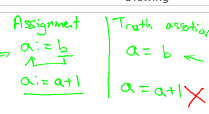 Assignment
Truth assertion
a := b
a = b
a := a+1
a = a+1